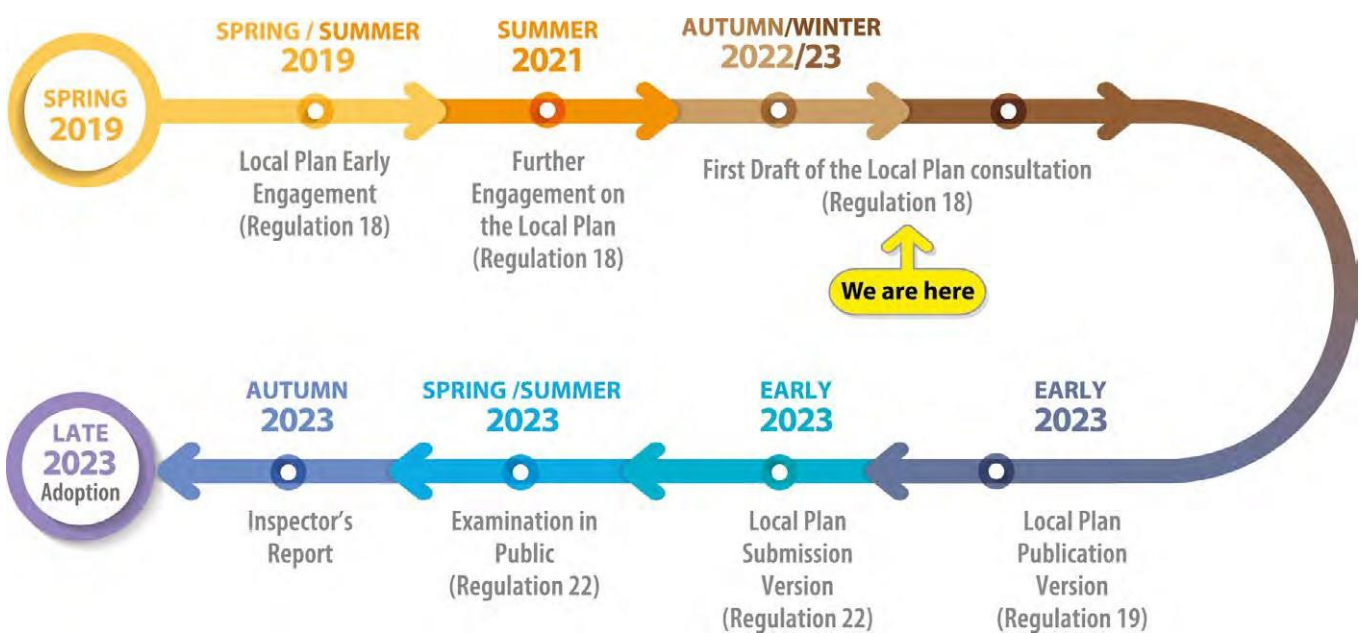 SPRING
2019
SPRING / SUMMER
2019
Local Plan Early
Engagement
(Regulation 18)
SUMMER
2021
Further
Engagement on
the Local Plan
(Regulation 18)
AUTUMN/WINTER
2022/23
First Draft of the Local Plan consultation
(Regulation 18)
We are here
EARLY
2023
Local Plan
Publication
Version
(Regulation 19)
EARLY
2023
Local Plan
Submission
Version
(Regulation 22)
SPRING /SUMMER
2023
Examination in
Public
(Regulation 22)
AUTUMN
2023
Inspector's
Report
LATE
2023
Adoption